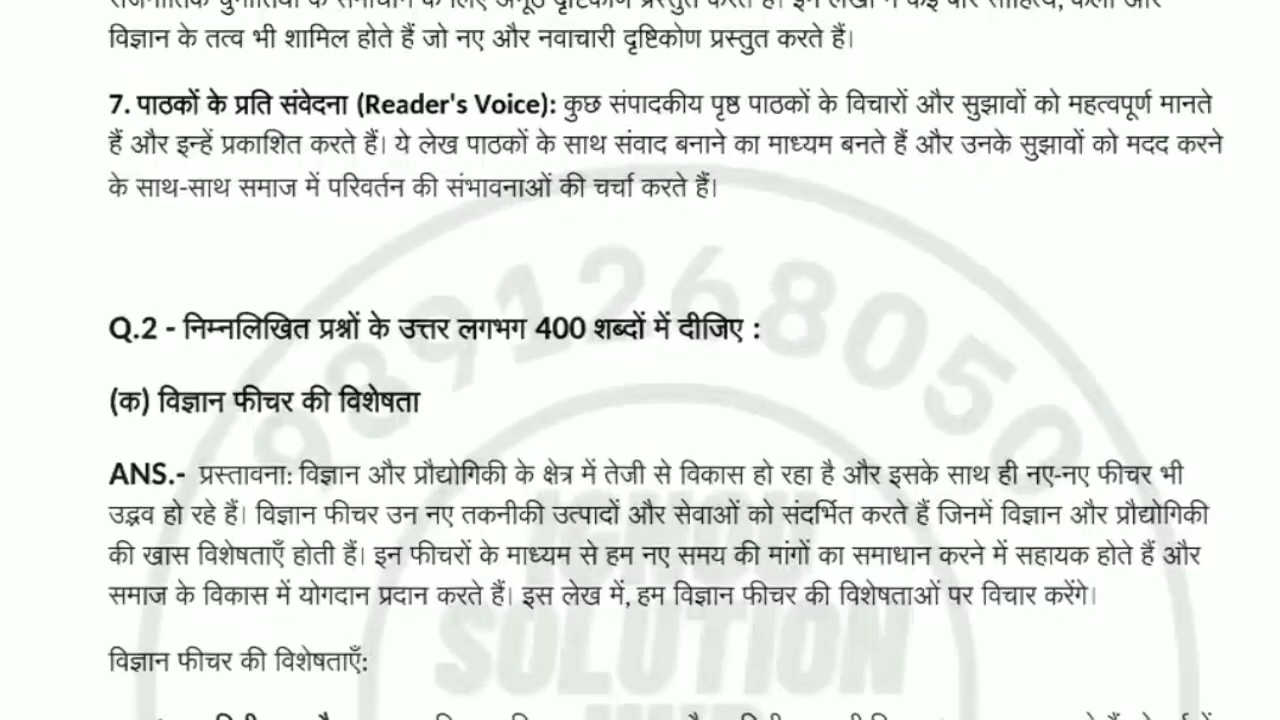 विज्ञान के तत्व भी शामिल होते हैं जो नए और नवाचारी दृष्टिकोण प्रस्तुत करते हैं।
7. पाठकों के प्रति संवेदना (Reader's Voice): कुछ संपादकीय पृष्ठ पाठकों के विचारों और सुझावों को महत्वपूर्ण मानते
हैं और इन्हें प्रकाशित करते हैं। ये लेख पाठकों के साथ संवाद बनाने का माध्यम बनते हैं और उनके सुझावों को मदद करने
के साथ-साथ समाज में परिवर्तन की संभावनाओं की चर्चा करते हैं।
9891268050
Q.2 - निम्नलिखित प्रश्नों के उत्तर लगभग 400 शब्दों में दीजिए :
(क) विज्ञान फीचर की विशेषता
ANS.- प्रस्तावना: विज्ञान और प्रौद्योगिकी के क्षेत्र में तेजी से विकास हो रहा है और इसके साथ ही नए-नए फीचर भी
उद्भव हो रहे हैं। विज्ञान फीचर उन नए तकनीकी उत्पादों और सेवाओं को संदर्भित करते हैं जिनमें विज्ञान और प्रौद्योगिकी
की खास विशेषताएँ होती हैं। इन फीचरों के माध्यम से हम नए समय की मांगों का समाधान करने में सहायक होते हैं और
समाज के विकास में योगदान प्रदान करते हैं। इस लेख में, हम विज्ञान फीचर की विशेषताओं पर विचार करेंगे।
IGNOU
SOLUTION
विज्ञान फीचर की विशेषताएँ: